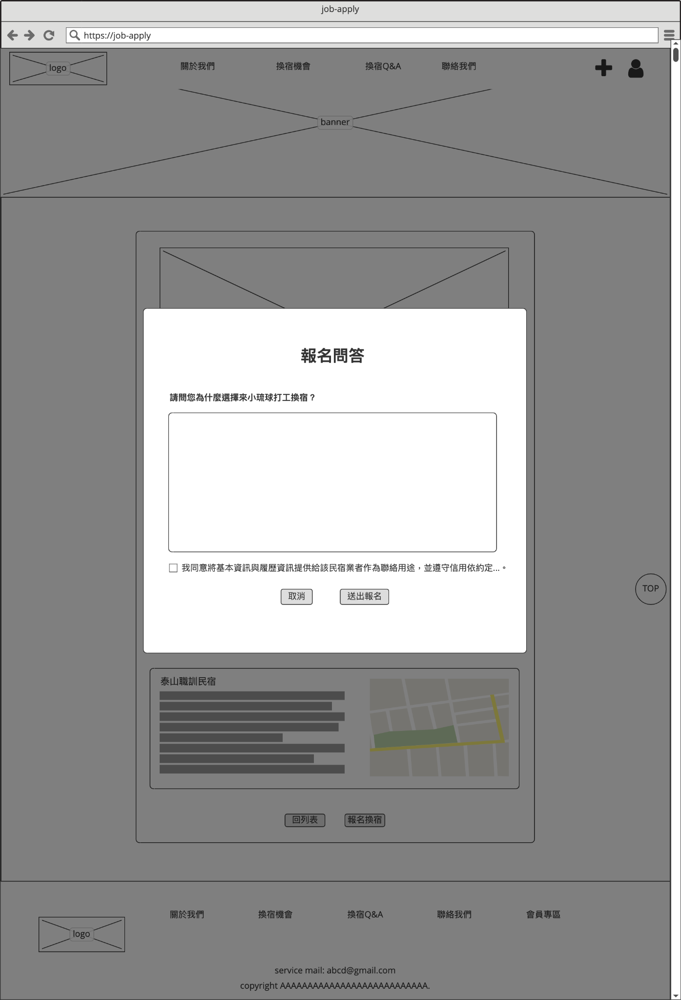 job-apply
https://job-apply
logo
關於我們
換宿機會
換宿Q&A
聯絡我們
banner
報名問答
請問您為什麼選擇來小琉球打工換宿？
我同意將基本資訊與履歷資訊提供給該民宿業者作為聯絡用途，並遵守信用依約定...。
取消
送出報名
TOP
泰山職訓民宿
回列表
報名換宿
關於我們
換宿機會
換宿Q&A
聯絡我們
會員專區
logo
service mail: abcd@gmail.com
copyright AAAAAAAAAAAAAAAAAAAAAAAAAAA.